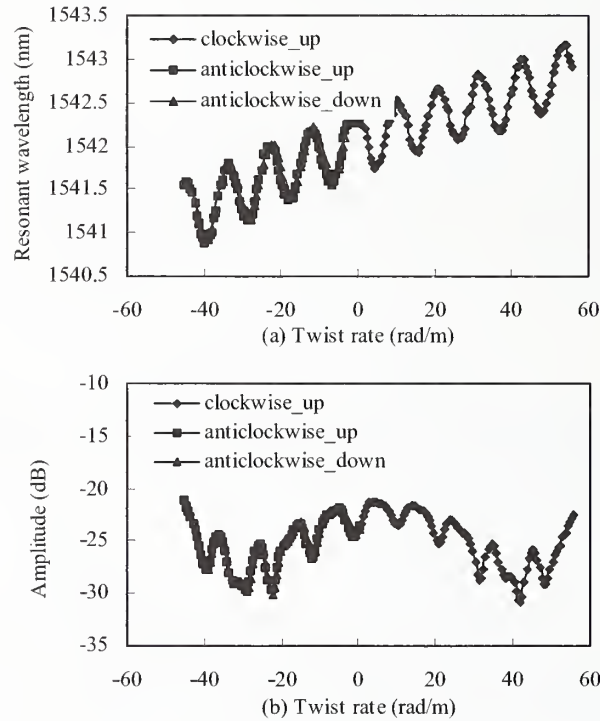 1543.5
1543
1542.5
1542
1541.5
1541
1540.5
Resonant wavelength (nm)
clockwise_up
anticlockwise_up
anticlockwise_down
-60 -40 -20 0 20 40 60
(a) Twist rate (rad/m)
-10
-15
-20
-25
-30
-35
Amplitude (dB)
clockwise_up
anticlockwise_up
anticlockwise_down
-60 -40 -20 0 20 40 60
(b) Twist rate (rad/m)